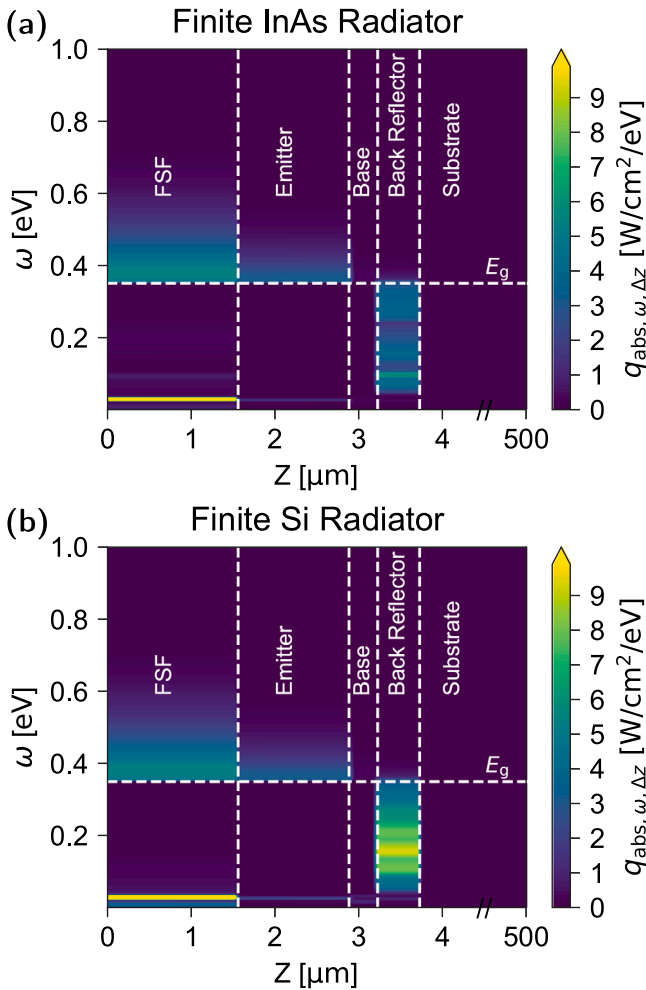 (a) Finite InAs Radiator
1.0
0.8
0.6
0.4
0.2
ω [eV]
FSF
Emitter
Base
Back Reflector
Substrate
E_g
0 1 2 3 4 500
Z [μm]
9
8
7
6
5
4
3
2
1
0
q_abs, ω, Δz [W/cm²/eV]
(b) Finite Si Radiator
1.0
0.8
0.6
0.4
0.2
ω [eV]
FSF
Emitter
Base
Back Reflector
Substrate
E_g
0 1 2 3 4 500
Z [μm]
9
8
7
6
5
4
3
2
1
0
q_abs, ω, Δz [W/cm²/eV]